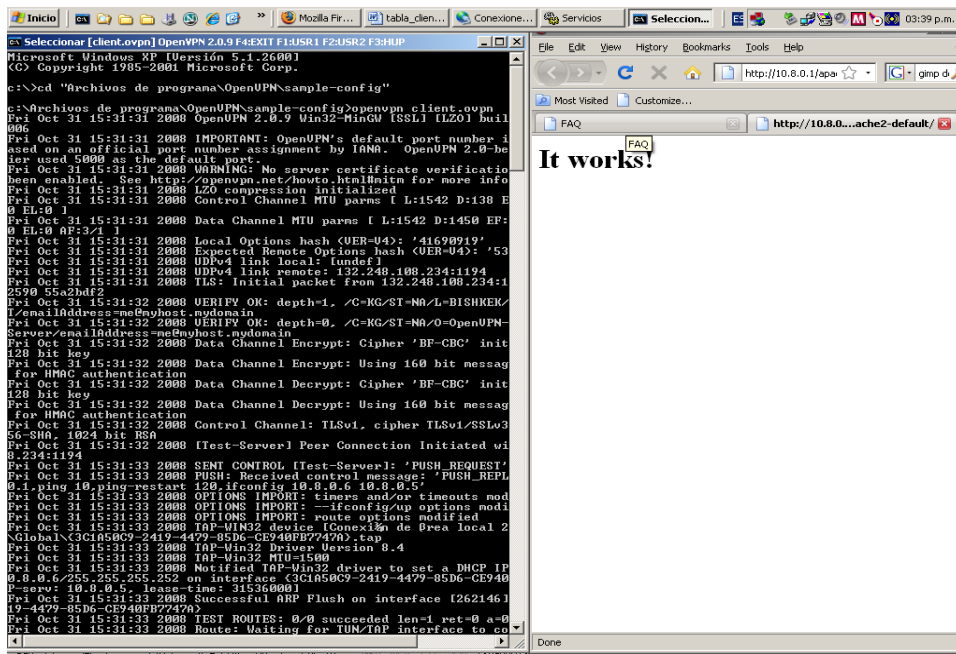 Inicio
»
Mozilla Fir...
tabla_clien...
Conexione...
Servicios
Seleccion...
ES
03:39 p.m.
Seleccionar [client.ovpn] OpenVPN 2.0.9 F4:EXIT F1:USR1 F2:USR2 F3:HUP
Microsoft Windows XP [Versión 5.1.2600]
(C) Copyright 1985-2001 Microsoft Corp.
c:\>cd "Archivos de programa\OpenVPN\sample-config"
c:\Archivos de programa\OpenVPN\sample-config>openvpn client.ovpn
Fri Oct 31 15:31:31 2008 OpenVPN 2.0.9 Win32-MinGW [SSL] [LZO] buil
006
Fri Oct 31 15:31:31 2008 IMPORTANT: OpenVPN's default port number i
ased on an official port number assignment by IANA.  OpenVPN 2.0-be
ier used 5000 as the default port.
Fri Oct 31 15:31:31 2008 WARNING: No server certificate verificatio
been enabled.  See http://openvpn.net/howto.html#mitm for more info
Fri Oct 31 15:31:31 2008 LZO compression initialized
Fri Oct 31 15:31:31 2008 Control Channel MTU parms [ L:1542 D:138 E
0 EL:0 ]
Fri Oct 31 15:31:31 2008 Data Channel MTU parms [ L:1542 D:1450 EF:
0 EL:0 AF:3/1 ]
Fri Oct 31 15:31:31 2008 Local Options hash (VER=V4): '41690919'
Fri Oct 31 15:31:31 2008 Expected Remote Options hash (VER=V4): '53
Fri Oct 31 15:31:31 2008 UDPv4 link local: [undef]
Fri Oct 31 15:31:31 2008 UDPv4 link remote: 132.248.108.234:1194
Fri Oct 31 15:31:31 2008 TLS: Initial packet from 132.248.108.234:1
2590 55a2bdf2
Fri Oct 31 15:31:32 2008 VERIFY OK: depth=1, /C=KG/ST=NA/L=BISHKEK/
T/emailAddress=me@myhost.mydomain
Fri Oct 31 15:31:32 2008 VERIFY OK: depth=0, /C=KG/ST=NA/O=OpenVPN-
Server/emailAddress=me@myhost.mydomain
Fri Oct 31 15:31:32 2008 Data Channel Encrypt: Cipher 'BF-CBC' init
128 bit key
Fri Oct 31 15:31:32 2008 Data Channel Encrypt: Using 160 bit messag
for HMAC authentication
Fri Oct 31 15:31:32 2008 Data Channel Decrypt: Cipher 'BF-CBC' init
128 bit key
Fri Oct 31 15:31:32 2008 Data Channel Decrypt: Using 160 bit messag
for HMAC authentication
Fri Oct 31 15:31:32 2008 Control Channel: TLSv1, cipher TLSv1/SSLv3
56-SHA, 1024 bit RSA
Fri Oct 31 15:31:32 2008 [Test-Server] Peer Connection Initiated wi
8.234:1194
Fri Oct 31 15:31:33 2008 SENT CONTROL [Test-Server]: 'PUSH_REQUEST'
Fri Oct 31 15:31:33 2008 PUSH: Received control message: 'PUSH_REPL
0.1,ping 10,ping-restart 120,ifconfig 10.8.0.6 10.8.0.5'
Fri Oct 31 15:31:33 2008 OPTIONS IMPORT: timers and/or timeouts mod
Fri Oct 31 15:31:33 2008 OPTIONS IMPORT: --ifconfig/up options modi
Fri Oct 31 15:31:33 2008 OPTIONS IMPORT: route options modified
Fri Oct 31 15:31:33 2008 TAP-WIN32 device [Conexi¾n de ßrea local 2
\Global\{3C1A50C9-2419-4479-85D6-CE940FB7747A}.tap
Fri Oct 31 15:31:33 2008 TAP-Win32 Driver Version 8.4
Fri Oct 31 15:31:33 2008 TAP-Win32 MTU=1500
Fri Oct 31 15:31:33 2008 Notified TAP-Win32 driver to set a DHCP IP
0.8.0.6/255.255.255.252 on interface {3C1A50C9-2419-4479-85D6-CE940
P-serv: 10.8.0.5, lease-time: 31536000]
Fri Oct 31 15:31:33 2008 Successful ARP Flush on interface [262146]
19-4479-85D6-CE940FB7747A}
Fri Oct 31 15:31:33 2008 TEST ROUTES: 0/0 succeeded len=1 ret=0 a=0
Fri Oct 31 15:31:33 2008 Route: Waiting for TUN/TAP interface to co
File Edit View History Bookmarks Tools Help
http://10.8.0.1/apa
gimp d
Most Visited
Customize...
FAQ
http://10.8.0....ache2-default/
FAQ
It works!
Done